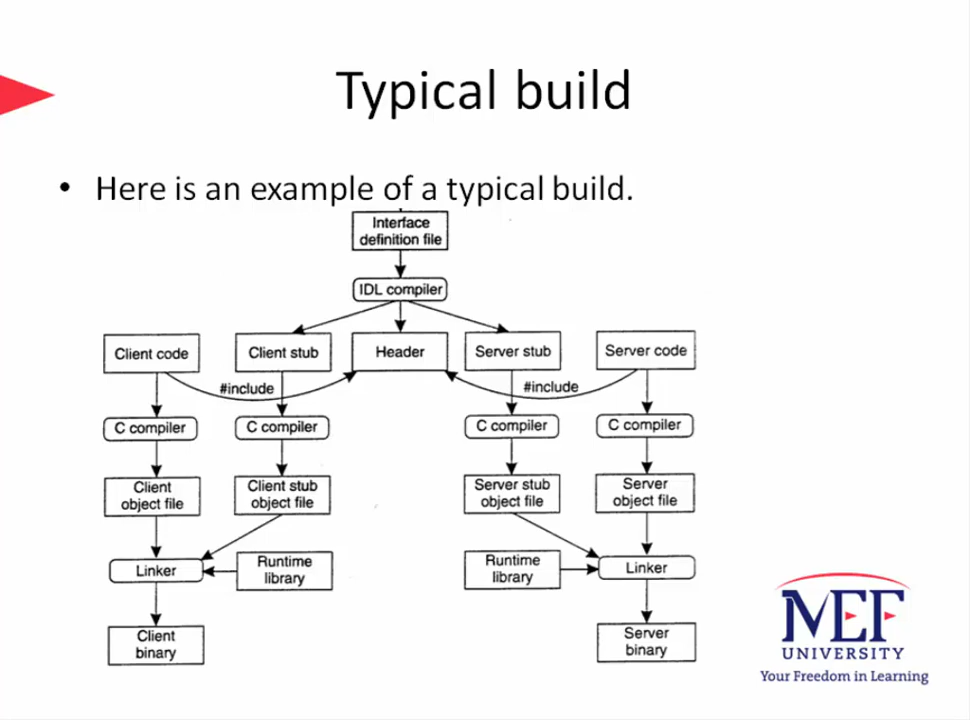 Typical build
• Here is an example of a typical build.
Interface
definition file
IDL compiler
Client code
Client stub
Header
Server stub
Server code
#include
#include
C compiler
C compiler
C compiler
C compiler
Client
object file
Client stub
object file
Server stub
object file
Server
object file
Linker
Runtime
library
Runtime
library
Linker
Client
binary
Server
binary
MEF
UNIVERSITY
Your Freedom in Learning